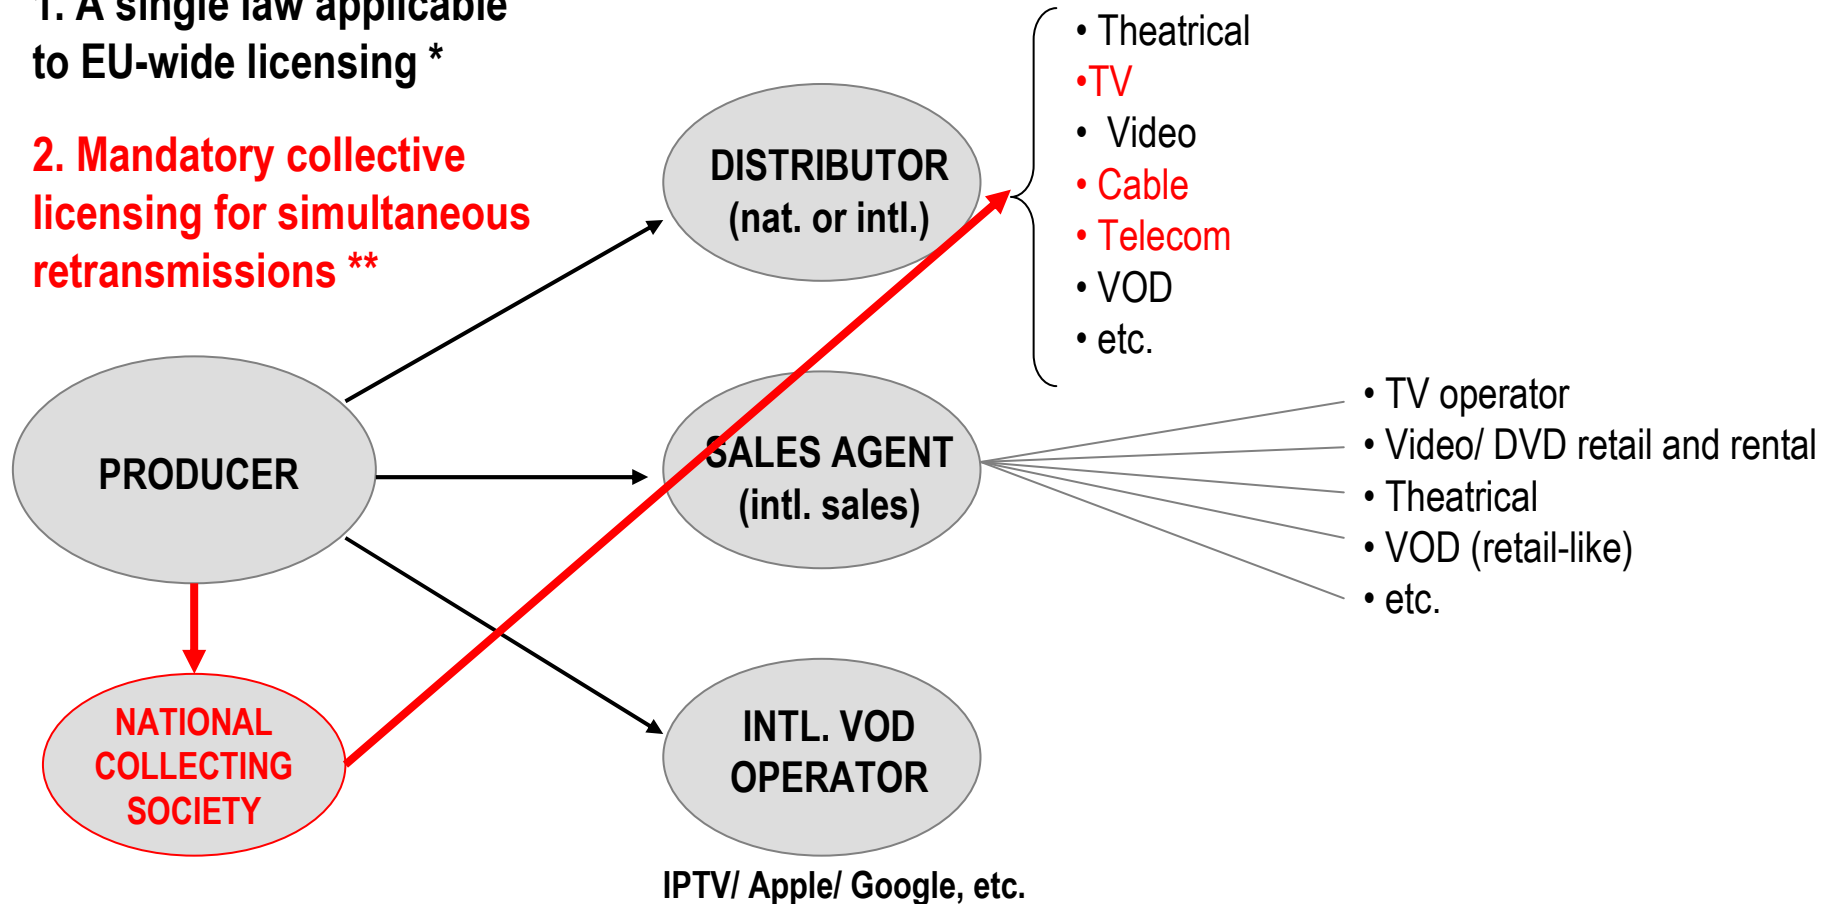 1. A single law applicable
to EU-wide licensing *
2. Mandatory collective
licensing for simultaneous
retransmissions **
DISTRIBUTOR
(nat. or intl.)
• Theatrical
•TV
• Video
• Cable
• Telecom
• VOD
• etc.
PRODUCER
SALES AGENT
(intl. sales)
• TV operator
• Video/ DVD retail and rental
• Theatrical
• VOD (retail-like)
• etc.
NATIONAL
COLLECTING
SOCIETY
INTL. VOD
OPERATOR
IPTV/ Apple/ Google, etc.